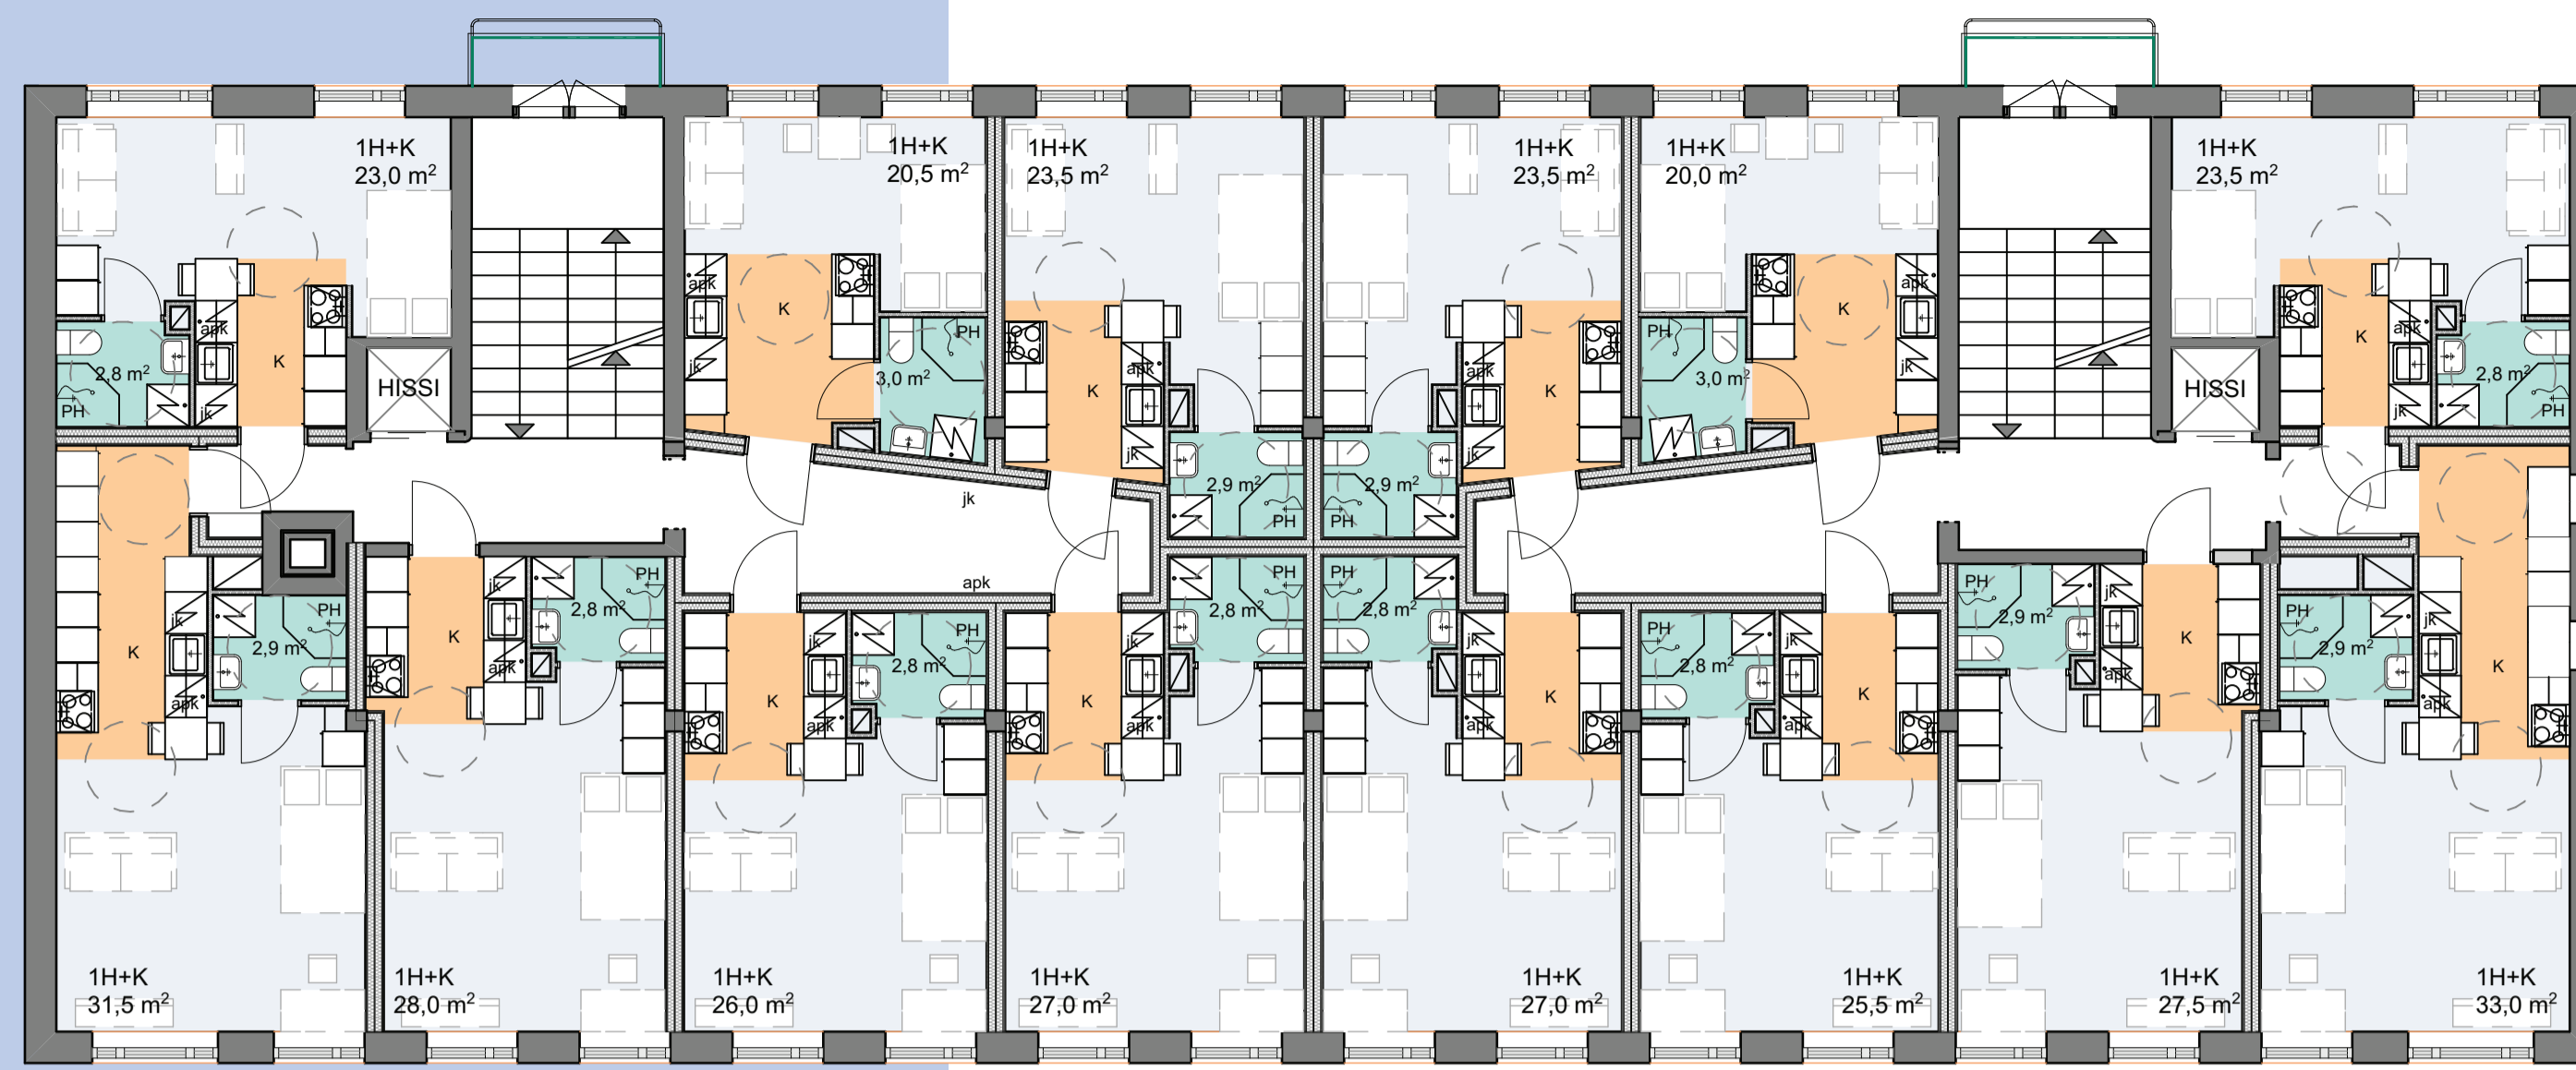 1H+K
23,0 m²
1H+K
20,5 m²
1H+K
23,5 m²
1H+K
23,5 m²
1H+K
20,0 m²
1H+K
23,5 m²
apk
K
jk
2,8 m²
PH
HISSI
apk
K
jk
PH
3,0 m²
K
apk
jk
2,9 m²
PH
apk
K
jk
2,9 m²
PH
PH
3,0 m²
K
apk
jk
HISSI
K
apk
jk
2,8 m²
PH
jk
apk
K
jk
apk
PH
2,9 m²
K
jk
apk
PH
2,8 m²
K
jk
apk
PH
2,8 m²
K
jk
apk
PH
2,8 m²
PH
2,8 m²
jk
K
apk
PH
2,8 m²
jk
K
apk
PH
2,9 m²
jk
K
apk
PH
2,9 m²
jk
K
apk
1H+K
31,5 m²
1H+K
28,0 m²
1H+K
26,0 m²
1H+K
27,0 m²
1H+K
27,0 m²
1H+K
25,5 m²
1H+K
27,5 m²
1H+K
33,0 m²